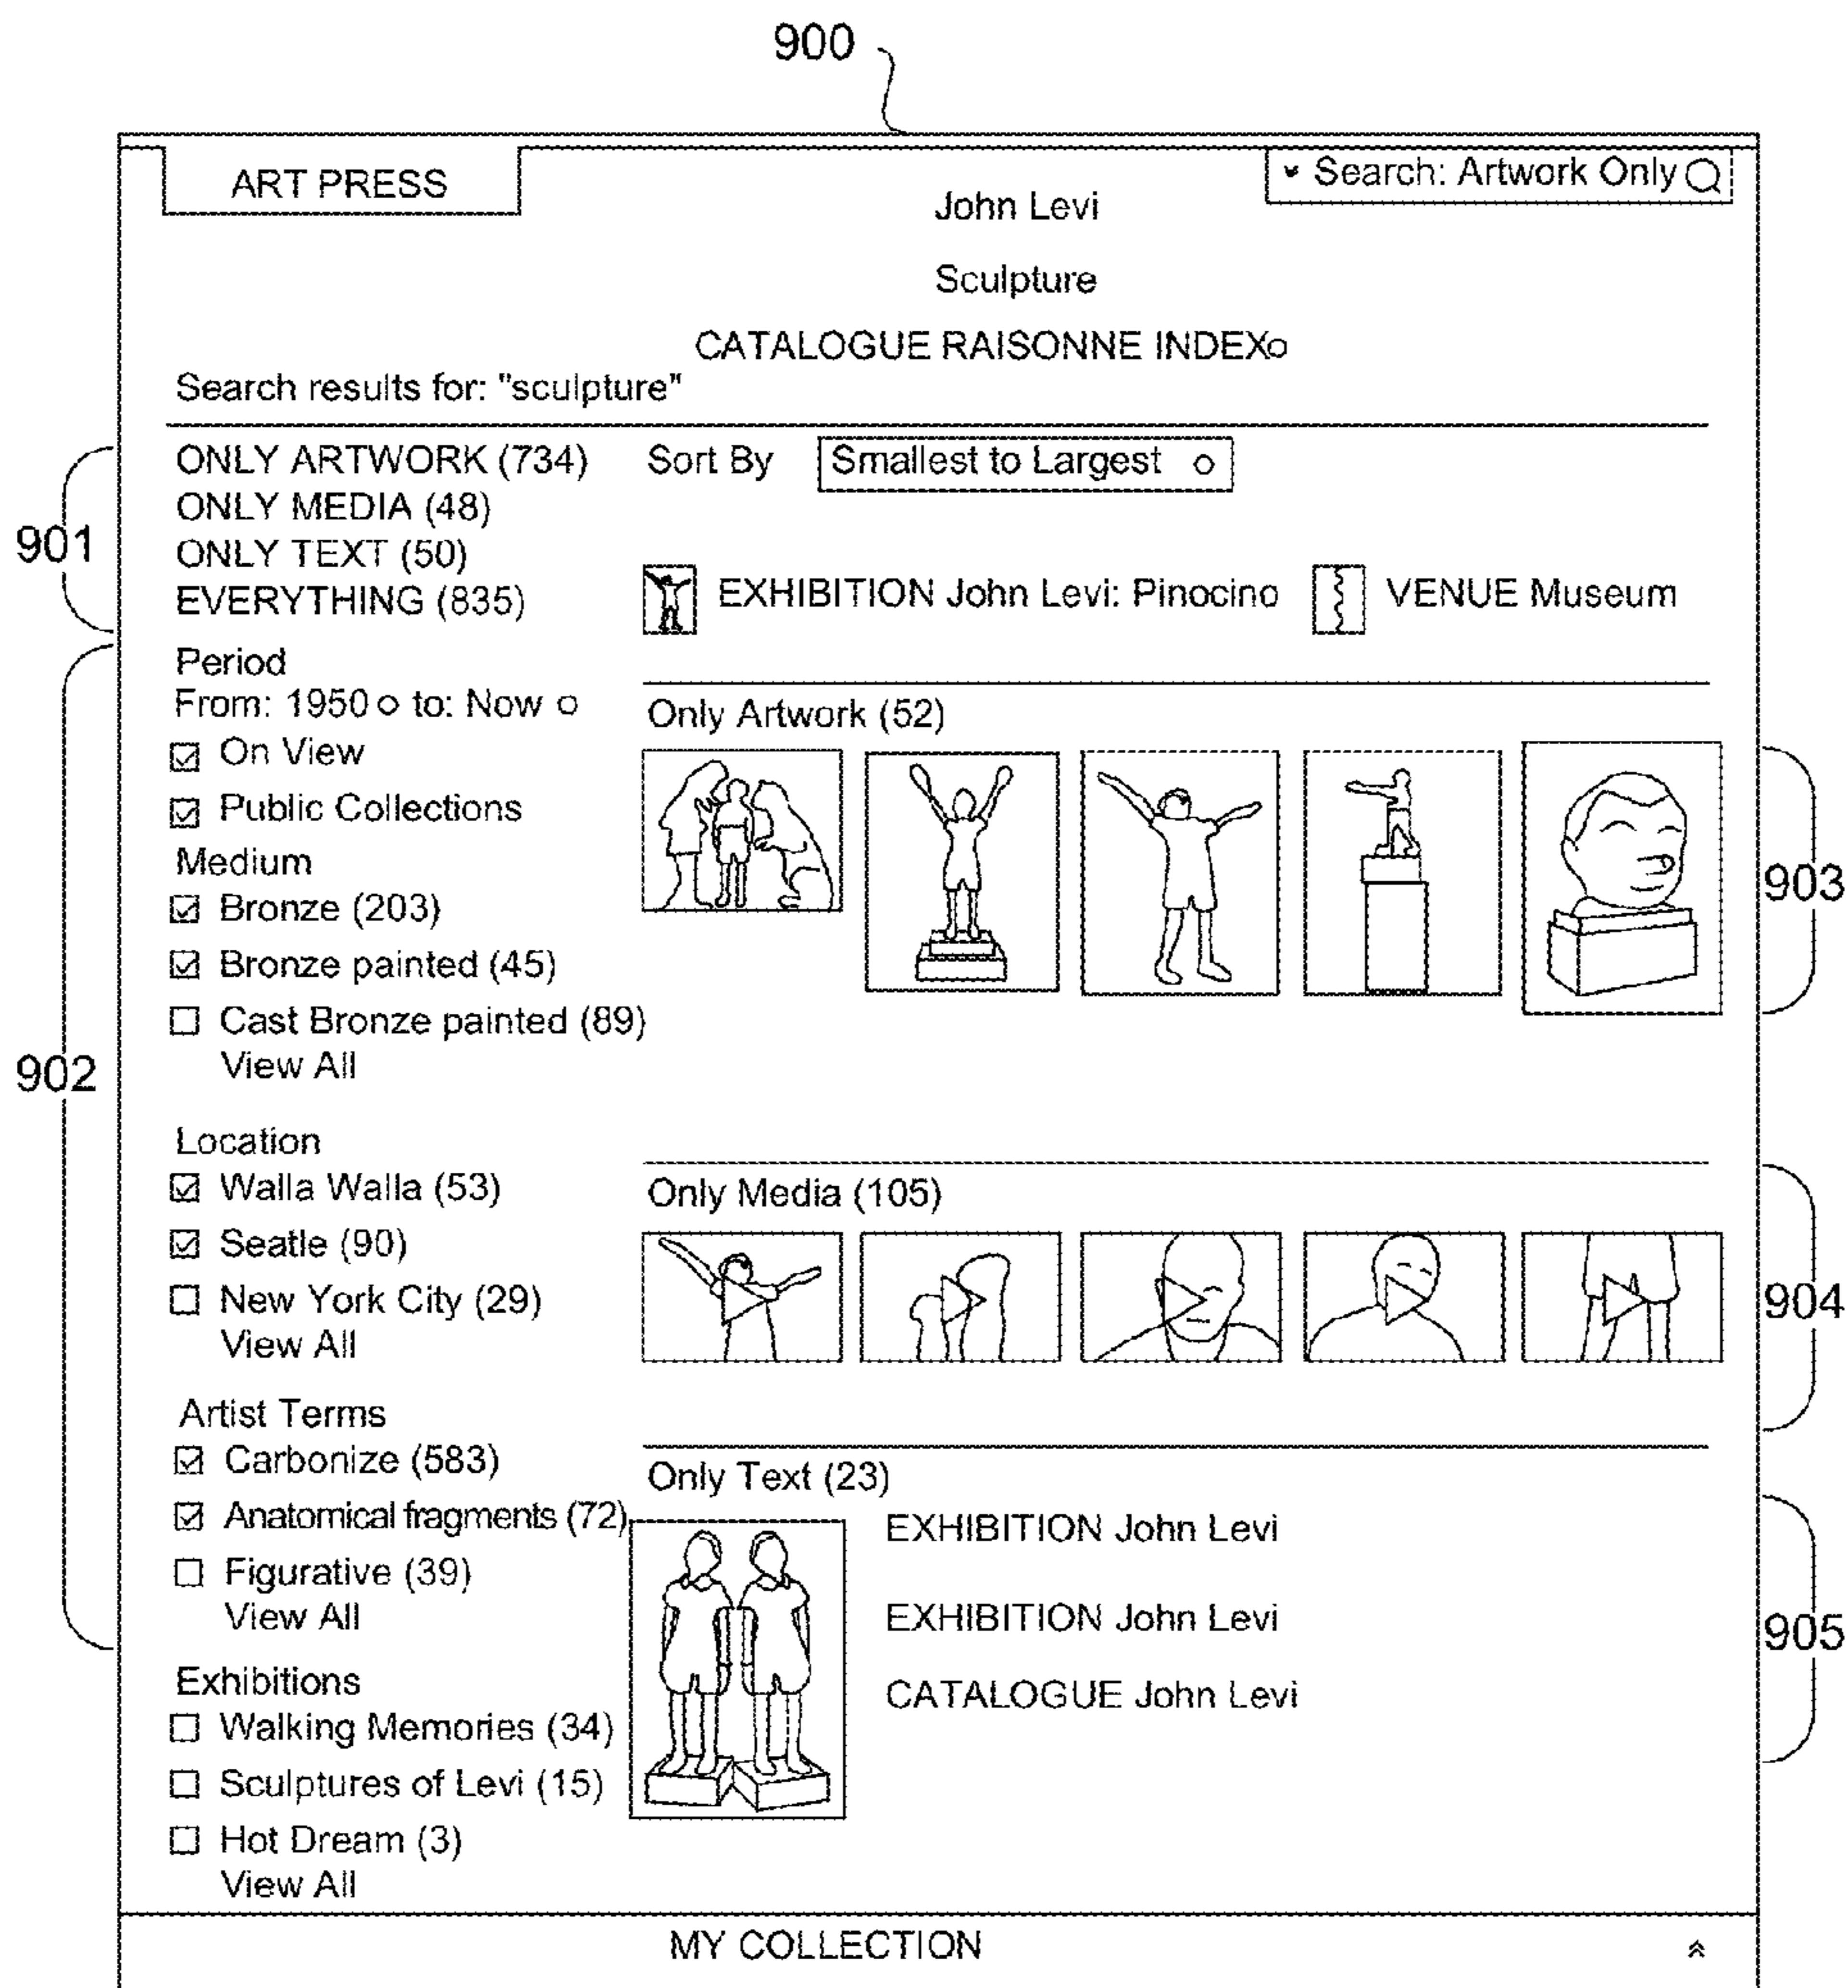 900
ART PRESS
Search: Artwork Only
John Levi
Sculpture
CATALOGUE RAISONNE INDEX
Search results for: "sculpture"
901
ONLY ARTWORK (734)
ONLY MEDIA (48)
ONLY TEXT (50)
EVERYTHING (835)
Sort By Smallest to Largest
EXHIBITION John Levi: Pinocino VENUE Museum
902
Period
From: 1950 to: Now
On View
Public Collections
Medium
Bronze (203)
Bronze painted (45)
Cast Bronze painted (89)
View All
Location
Walla Walla (53)
Seatle (90)
New York City (29)
View All
Artist Terms
Carbonize (583)
Anatomical fragments (72)
Figurative (39)
View All
Exhibitions
Walking Memories (34)
Sculptures of Levi (15)
Hot Dream (3)
View All
Only Artwork (52)
903
Only Media (105)
904
Only Text (23)
EXHIBITION John Levi
EXHIBITION John Levi
CATALOGUE John Levi
905
MY COLLECTION